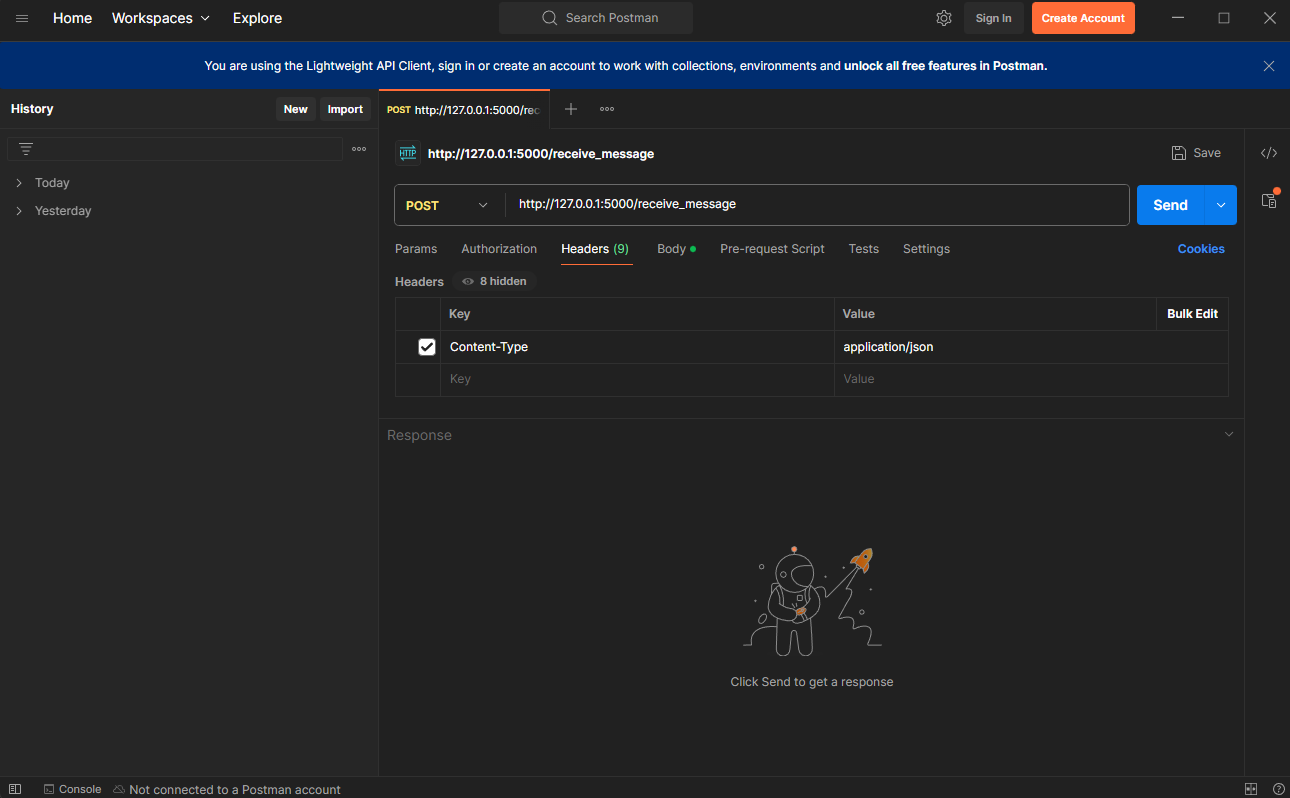 Home Workspaces Explore Search Postman Sign In Create Account
You are using the Lightweight API Client, sign in or create an account to work with collections, environments and unlock all free features in Postman.
History New Import
POST http://127.0.0.1:5000/rec
HTTP http://127.0.0.1:5000/receive_message Save </>
Today
Yesterday
POST http://127.0.0.1:5000/receive_message Send
Params Authorization Headers (9) Body Pre-request Script Tests Settings Cookies
Headers 8 hidden
Key Value Bulk Edit
Content-Type application/json
Key Value
Response
Click Send to get a response
Console Not connected to a Postman account